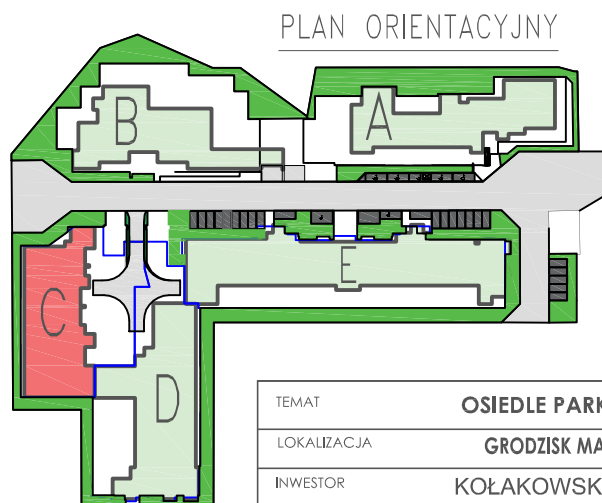 PLAN ORIENTACYJNY
B
A
E
C
D
TEMAT OSIEDLE PARK
LOKALIZACJA GRODZISK MA
INWESTOR KOŁAKOWSK